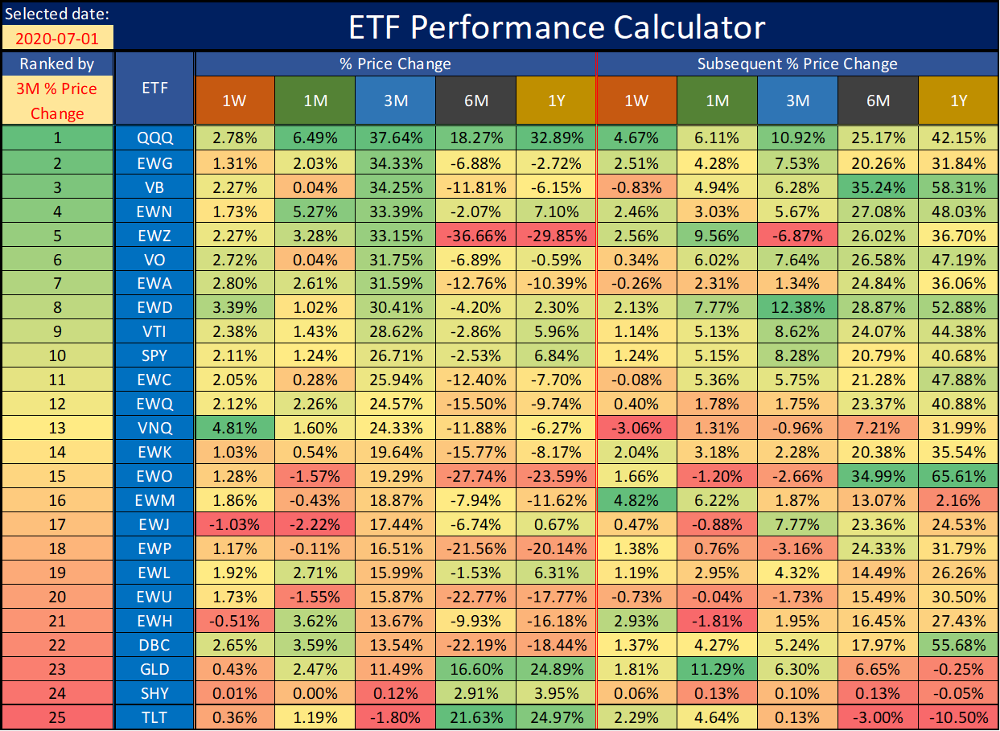 Selected date:
2020-07-01
ETF Performance Calculator
Ranked by
3M % Price
Change
ETF
% Price Change
Subsequent % Price Change
1W 1M 3M 6M 1Y 1W 1M 3M 6M 1Y
1 QQQ 2.78% 6.49% 37.64% 18.27% 32.89% 4.67% 6.11% 10.92% 25.17% 42.15%
2 EWG 1.31% 2.03% 34.33% -6.88% -2.72% 2.51% 4.28% 7.53% 20.26% 31.84%
3 VB 2.27% 0.04% 34.25% -11.81% -6.15% -0.83% 4.94% 6.28% 35.24% 58.31%
4 EWN 1.73% 5.27% 33.39% -2.07% 7.10% 2.46% 3.03% 5.67% 27.08% 48.03%
5 EWZ 2.27% 3.28% 33.15% -36.66% -29.85% 2.56% 9.56% -6.87% 26.02% 36.70%
6 VO 2.72% 0.04% 31.75% -6.89% -0.59% 0.34% 6.02% 7.64% 26.58% 47.19%
7 EWA 2.80% 2.61% 31.59% -12.76% -10.39% -0.26% 2.31% 1.34% 24.84% 36.06%
8 EWD 3.39% 1.02% 30.41% -4.20% 2.30% 2.13% 7.77% 12.38% 28.87% 52.88%
9 VTI 2.38% 1.43% 28.62% -2.86% 5.96% 1.14% 5.13% 8.62% 24.07% 44.38%
10 SPY 2.11% 1.24% 26.71% -2.53% 6.84% 1.24% 5.15% 8.28% 20.79% 40.68%
11 EWC 2.05% 0.28% 25.94% -12.40% -7.70% -0.08% 5.36% 5.75% 21.28% 47.88%
12 EWQ 2.12% 2.26% 24.57% -15.50% -9.74% 0.40% 1.78% 1.75% 23.37% 40.88%
13 VNQ 4.81% 1.60% 24.33% -11.88% -6.27% -3.06% 1.31% -0.96% 7.21% 31.99%
14 EWK 1.03% 0.54% 19.64% -15.77% -8.17% 2.04% 3.18% 2.28% 20.38% 35.54%
15 EWO 1.28% -1.57% 19.29% -27.74% -23.59% 1.66% -1.20% -2.66% 34.99% 65.61%
16 EWM 1.86% -0.43% 18.87% -7.94% -11.62% 4.82% 6.22% 1.87% 13.07% 2.16%
17 EWJ -1.03% -2.22% 17.44% -6.74% 0.67% 0.47% -0.88% 7.77% 23.36% 24.53%
18 EWP 1.17% -0.11% 16.51% -21.56% -20.14% 1.38% 0.76% -3.16% 24.33% 31.79%
19 EWL 1.92% 2.71% 15.99% -1.53% 6.31% 1.19% 2.95% 4.32% 14.49% 26.26%
20 EWU 1.73% -1.55% 15.87% -22.77% -17.77% -0.73% -0.04% -1.73% 15.49% 30.50%
21 EWH -0.51% 3.62% 13.67% -9.93% -16.18% 2.93% -1.81% 1.95% 16.45% 27.43%
22 DBC 2.65% 3.59% 13.54% -22.19% -18.44% 1.37% 4.27% 5.24% 17.97% 55.68%
23 GLD 0.43% 2.47% 11.49% 16.60% 24.89% 1.81% 11.29% 6.30% 6.65% -0.25%
24 SHY 0.01% 0.00% 0.12% 2.91% 3.95% 0.06% 0.13% 0.10% 0.13% -0.05%
25 TLT 0.36% 1.19% -1.80% 21.63% 24.97% 2.29% 4.64% 0.13% -3.00% -10.50%